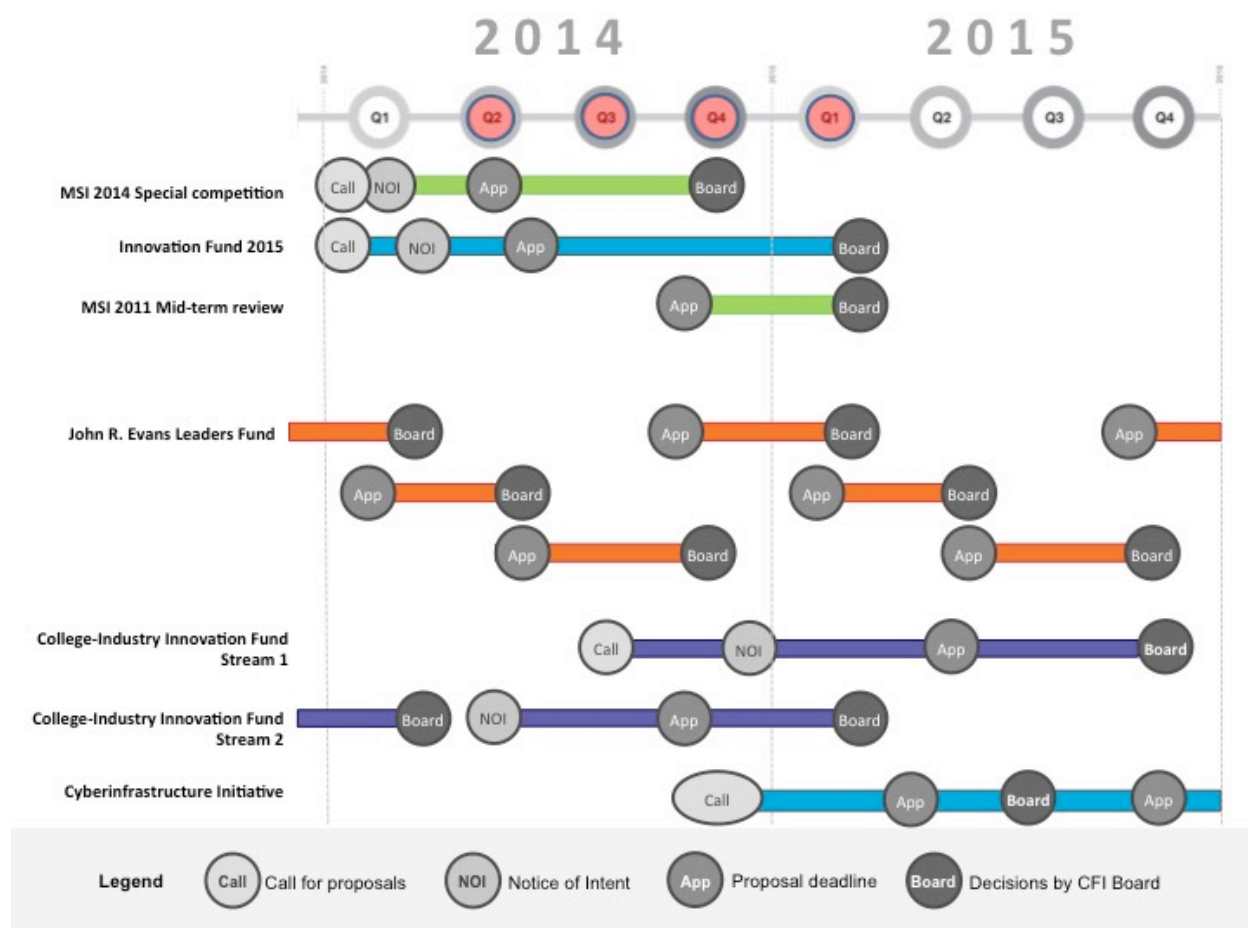 2014 2015
2014 2015 2016
Q1 Q2 Q3 Q4 Q1 Q2 Q3 Q4
MSI 2014 Special competition Call NOI App Board
Innovation Fund 2015 Call NOI App Board
MSI 2011 Mid-term review App Board
John R. Evans Leaders Fund Board App Board App
App Board App Board
App Board App Board
College-Industry Innovation Fund
Stream 1 Call NOI App Board
College-Industry Innovation Fund
Stream 2 Board NOI App Board
Cyberinfrastructure Initiative Call App Board App
Legend Call Call for proposals NOI Notice of Intent App Proposal deadline Board Decisions by CFI Board